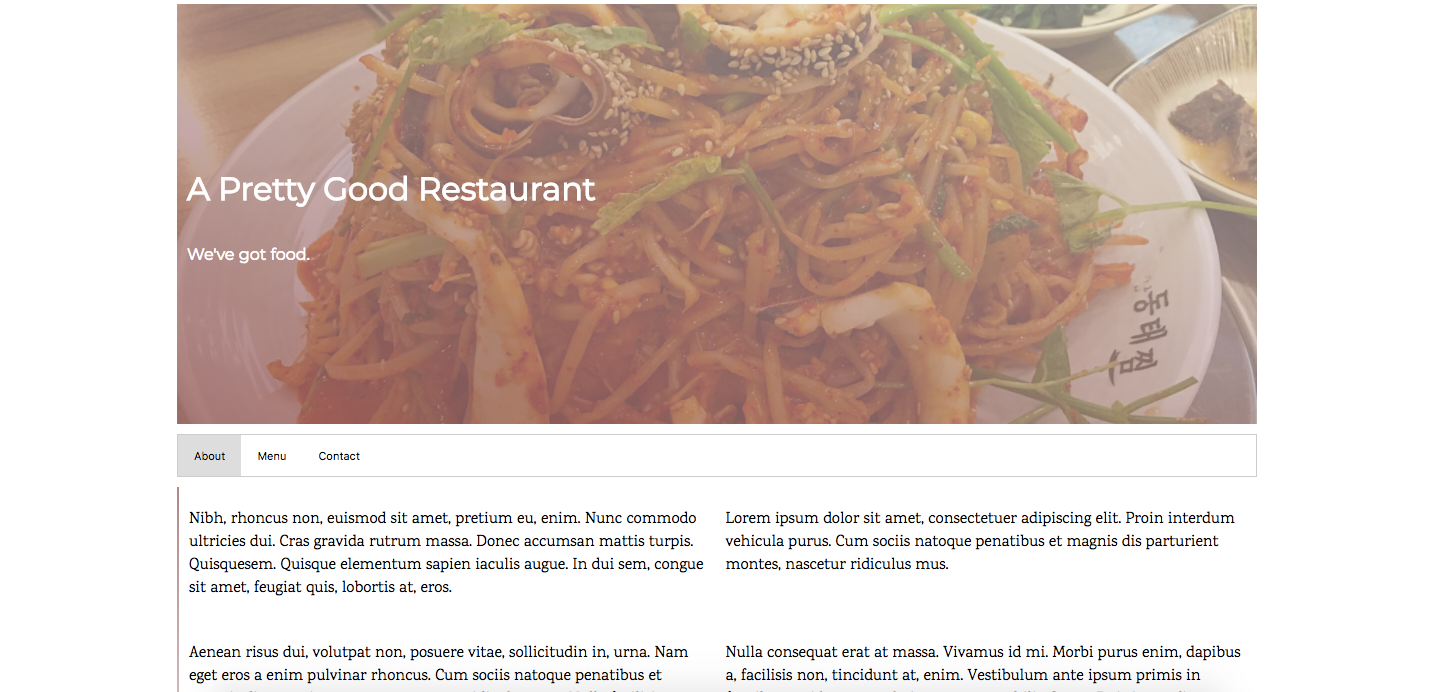 A Pretty Good Restaurant
We've got food.
동태찜
About Menu Contact
Nibh, rhoncus non, euismod sit amet, pretium eu, enim. Nunc commodo
ultricies dui. Cras gravida rutrum massa. Donec accumsan mattis turpis.
Quisquesem. Quisque elementum sapien iaculis augue. In dui sem, congue
sit amet, feugiat quis, lobortis at, eros.
Lorem ipsum dolor sit amet, consectetuer adipiscing elit. Proin interdum
vehicula purus. Cum sociis natoque penatibus et magnis dis parturient
montes, nascetur ridiculus mus.
Aenean risus dui, volutpat non, posuere vitae, sollicitudin in, urna. Nam
eget eros a enim pulvinar rhoncus. Cum sociis natoque penatibus et
Nulla consequat erat at massa. Vivamus id mi. Morbi purus enim, dapibus
a, facilisis non, tincidunt at, enim. Vestibulum ante ipsum primis in